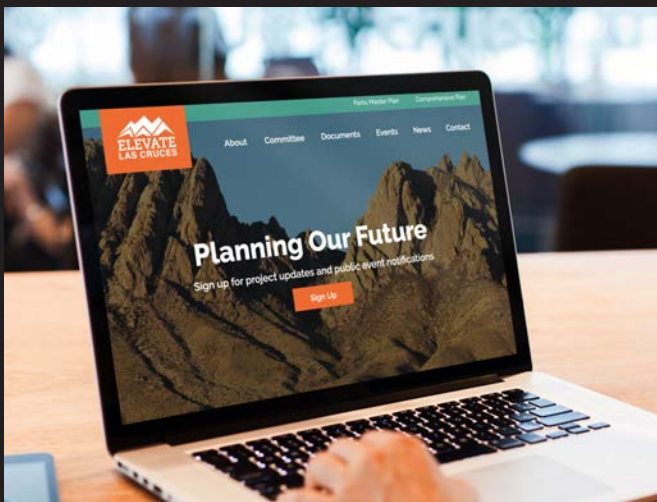 Parks Master Plan Comprehensive Plan
ELEVATE
LAS CRUCES
About Committee Documents Events News Contact
Planning Our Future
Sign up for project updates and public event notifications
Sign Up